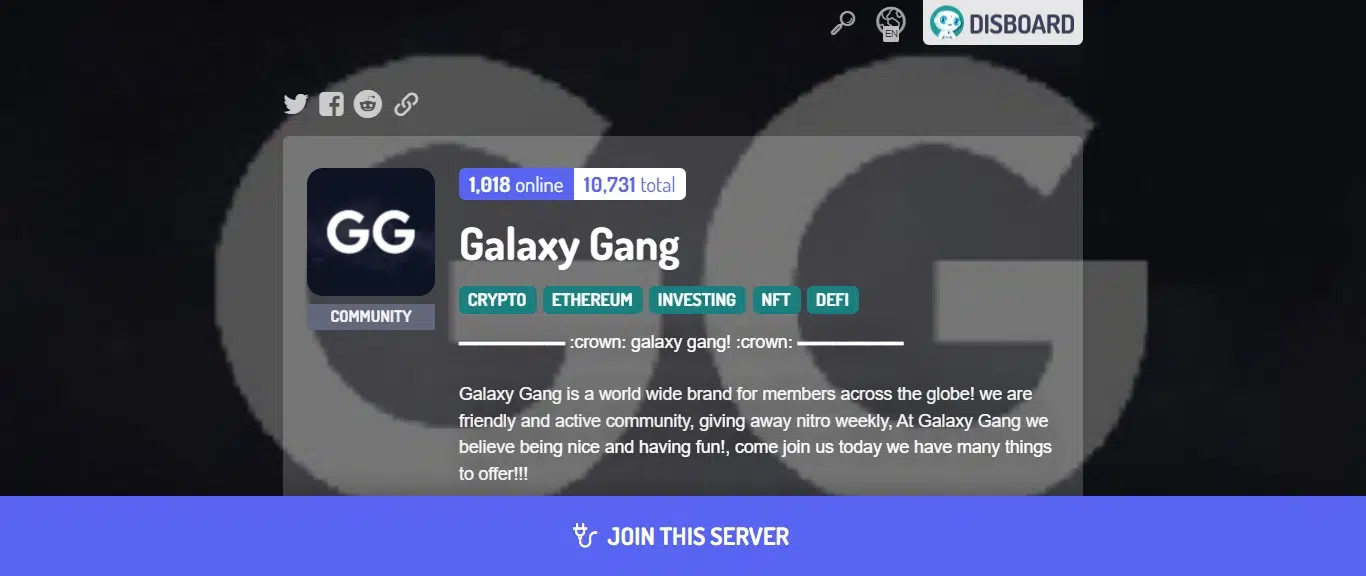 EN
DISBOARD
GG
1,018 online 10,731 total
Galaxy Gang
CRYPTO ETHEREUM INVESTING NFT DEFI
COMMUNITY
━━━━━━━━━ :crown: galaxy gang! :crown: ━━━━━━━━━
Galaxy Gang is a world wide brand for members across the globe! we are
friendly and active community, giving away nitro weekly, At Galaxy Gang we
believe being nice and having fun!, come join us today we have many things
to offer!!!
GG
JOIN THIS SERVER